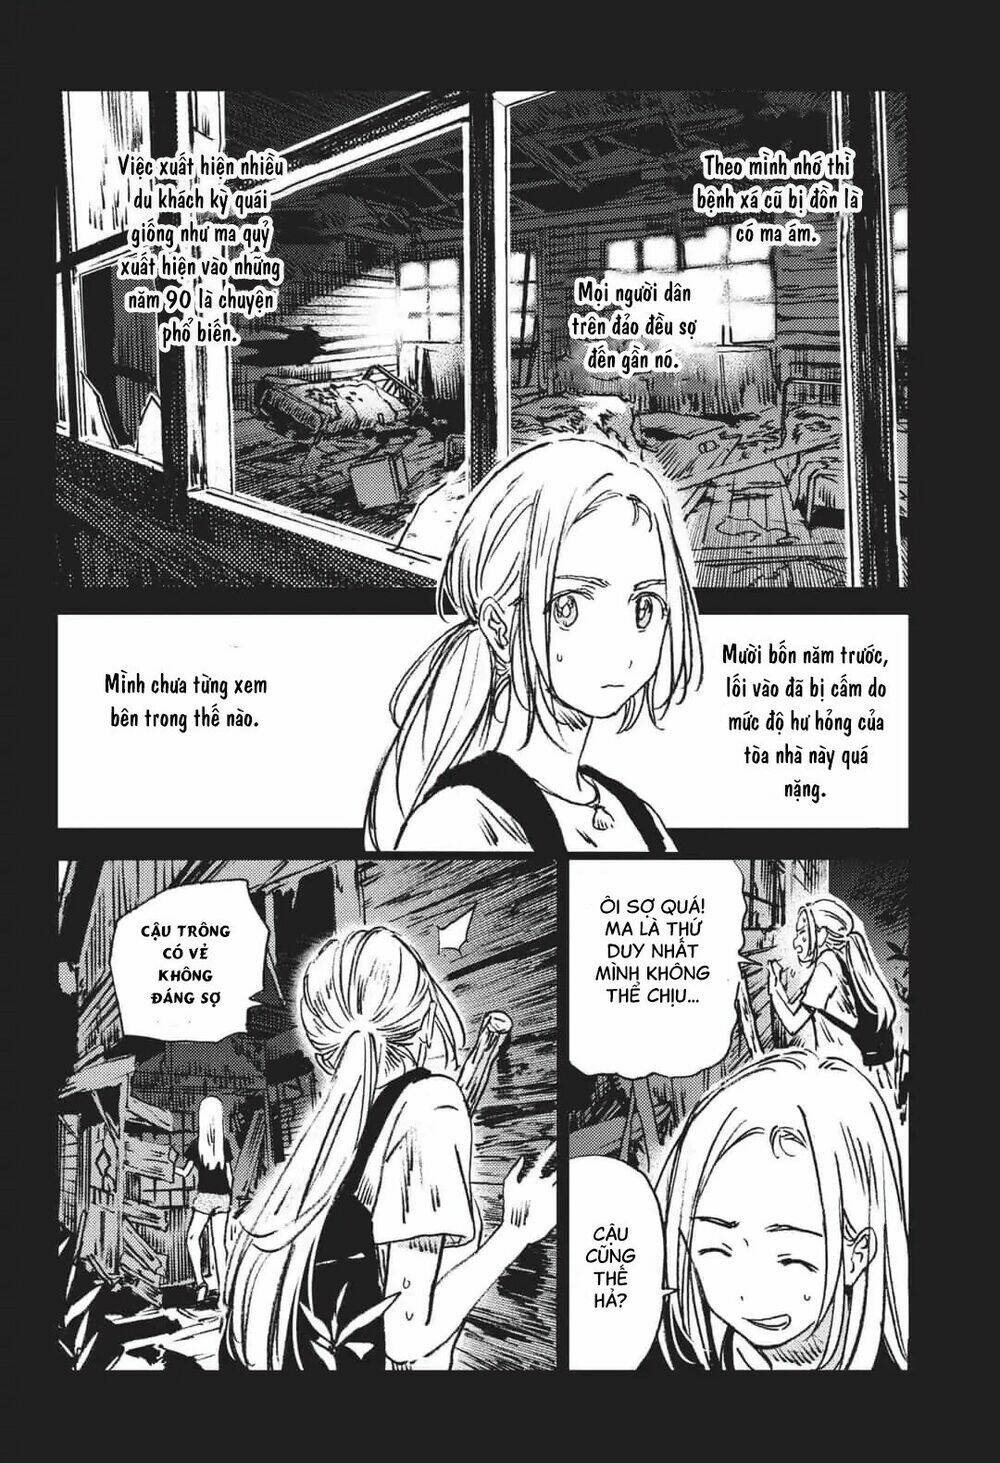 Theo mình nhớ thì
bệnh xá cũ bị đồn là
có ma ám.
Mọi người dân
trên đảo đều sợ
đến gần nó.
Việc xuất hiện nhiều
du khách kỳ quái
giống như ma quỷ
xuất hiện vào những
năm 90 là chuyện
phổ biến.
Mười bốn năm trước,
lối vào đã bị cấm do
mức độ hư hỏng của
tòa nhà này quá
nặng.
Mình chưa từng xem
bên trong thế nào.
ÔI SỢ QUÁ!
MA LÀ THỨ
DUY NHẤT
MÌNH KHÔNG
THỂ CHỊU...
CẬU
CŨNG
THẾ
HẢ?
CẬU TRÔNG
CÓ VẺ
KHÔNG
ĐÁNG SỢ